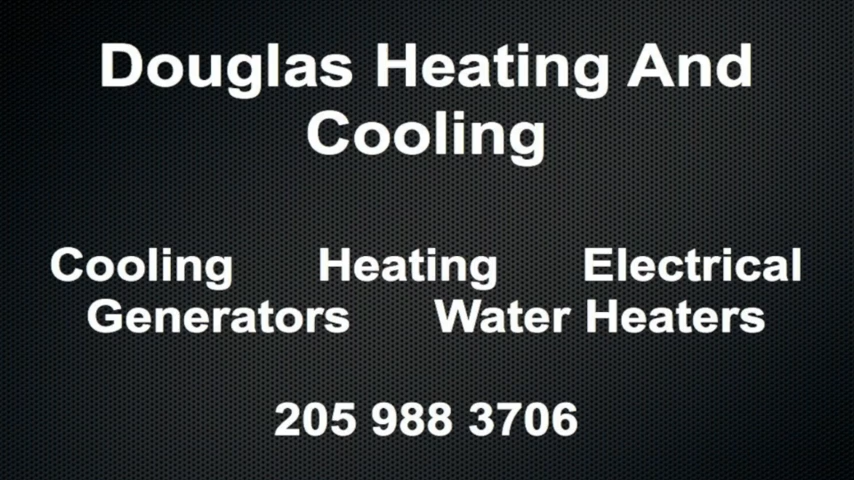 Douglas Heating And
Cooling
Cooling Heating Electrical
Generators Water Heaters
205 988 3706